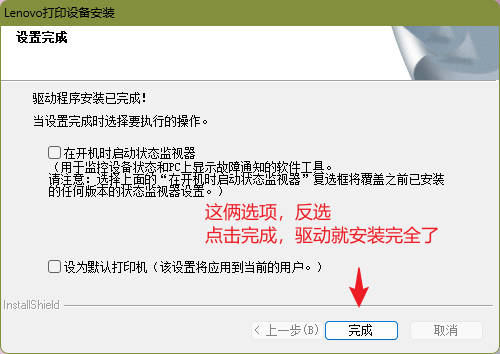 Lenovo打印设备安装
设置完成
驱动程序安装已完成！
当设置完成时选择要执行的操作。
在开机时启动状态监视器
（用于监控设备状态和PC上显示故障通知的软件工具。
请注意：选择上面的“在开机时启动状态监视器”复选框将覆盖之前已安装
的任何版本的状态监视器设置。）
这俩选项，反选
点击完成，驱动就安装完全了
设为默认打印机（该设置将应用到当前的用户。）
InstallShield
< 上一步(B)
完成
取消